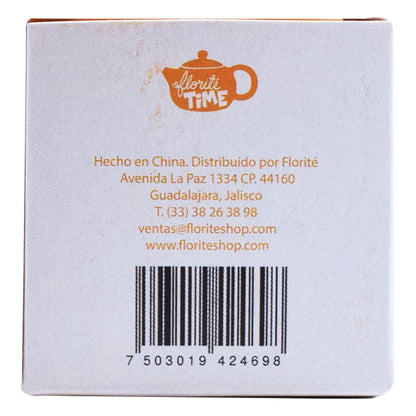 florité
TiME
Hecho en China. Distribuido por Florité
Avenida La Paz 1334 CP. 44160
Guadalajara, Jalisco
T. (33) 38 26 38 98
ventas@floriteshop.com
www.floriteshop.com
7 503019 424698